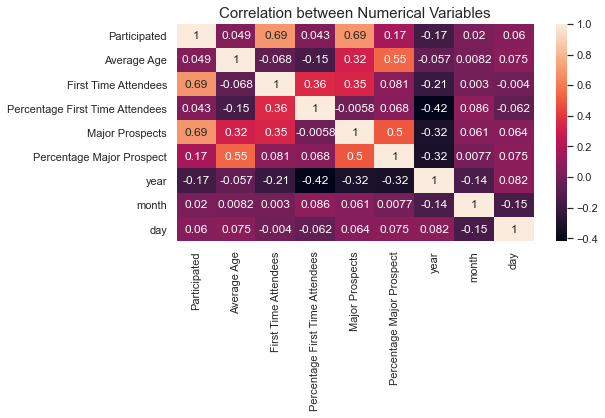 Correlation between Numerical Variables
Participated 1 0.049 0.69 0.043 0.69 0.17 -0.17 0.02 0.06
Average Age 0.049 1 -0.068 -0.15 0.32 0.55 -0.057 0.0082 0.075
First Time Attendees 0.69 -0.068 1 0.36 0.35 0.081 -0.21 0.003 -0.004
Percentage First Time Attendees 0.043 -0.15 0.36 1 -0.0058 0.068 -0.42 0.086 -0.062
Major Prospects 0.69 0.32 0.35 -0.0058 1 0.5 -0.32 0.061 0.064
Percentage Major Prospect 0.17 0.55 0.081 0.068 0.5 1 -0.32 0.0077 0.075
year -0.17 -0.057 -0.21 -0.42 -0.32 -0.32 1 -0.14 0.082
month 0.02 0.0082 0.003 0.086 0.061 0.0077 -0.14 1 -0.15
day 0.06 0.075 -0.004 -0.062 0.064 0.075 0.082 -0.15 1
Participated
Average Age
First Time Attendees
Percentage First Time Attendees
Major Prospects
Percentage Major Prospect
year
month
day
1.0
0.8
0.6
0.4
0.2
0.0
-0.2
-0.4